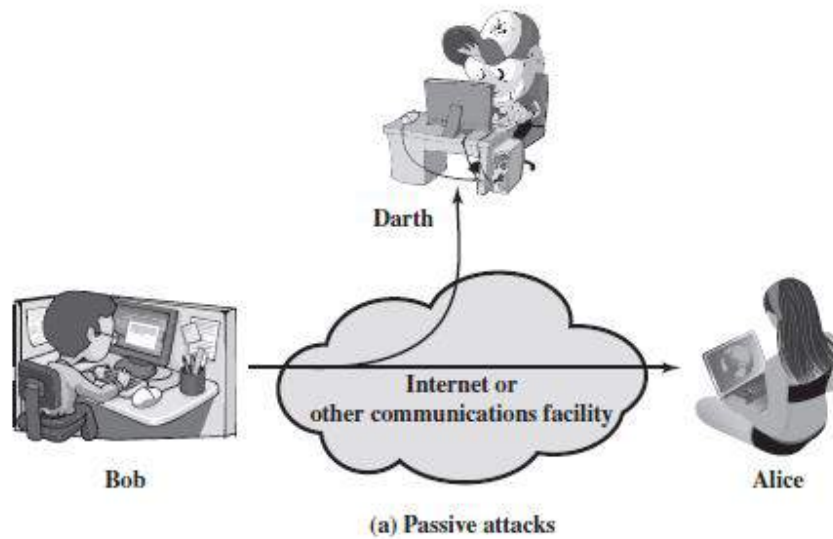 Darth
Internet or
other communications facility
Bob
Alice
(a) Passive attacks